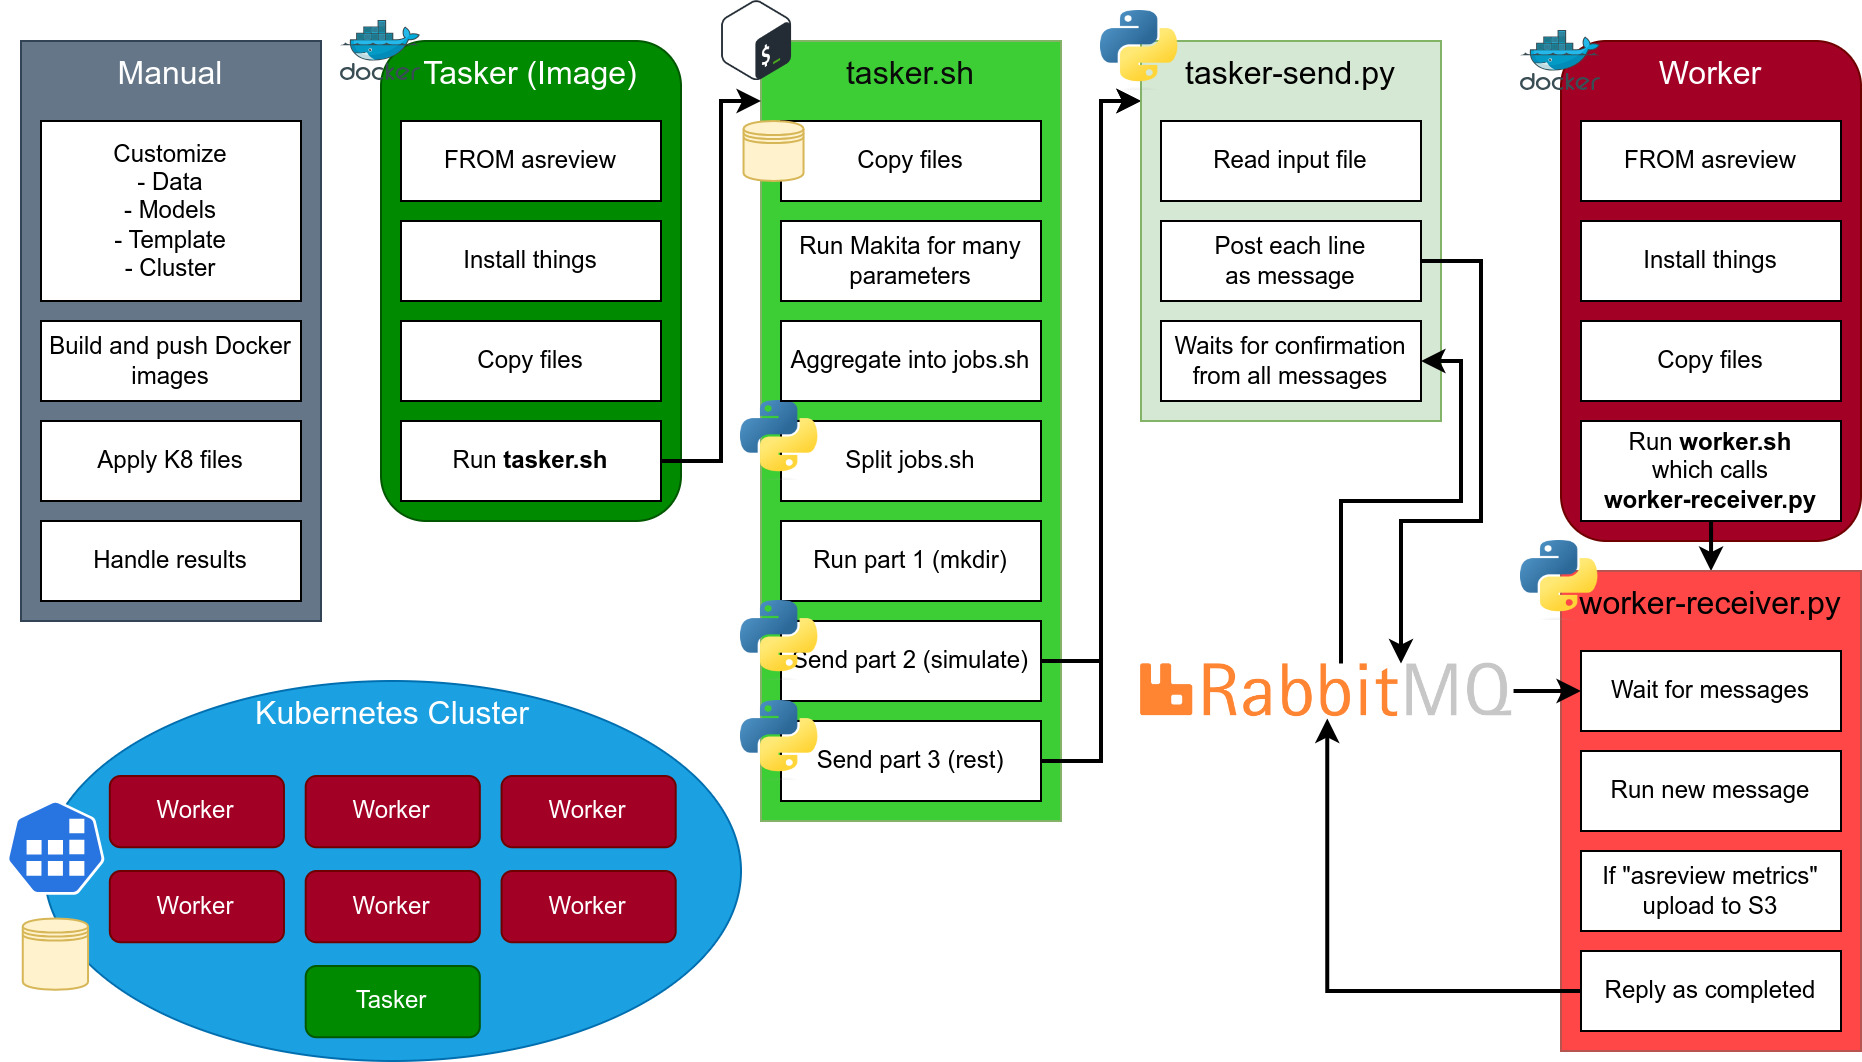 Manual
Customize
- Data
- Models
- Template
- Cluster
Build and push Docker
images
Apply K8 files
Handle results
docker
Tasker (Image)
FROM asreview
Install things
Copy files
Run tasker.sh
$_
tasker.sh
Copy files
Run Makita for many
parameters
Aggregate into jobs.sh
Split jobs.sh
Run part 1 (mkdir)
Send part 2 (simulate)
Send part 3 (rest)
tasker-send.py
Read input file
Post each line
as message
Waits for confirmation
from all messages
RabbitMQ
docker
Worker
FROM asreview
Install things
Copy files
Run worker.sh
which calls
worker-receiver.py
worker-receiver.py
Wait for messages
Run new message
If "asreview metrics"
upload to S3
Reply as completed
Kubernetes Cluster
Worker
Worker
Worker
Worker
Worker
Worker
Tasker